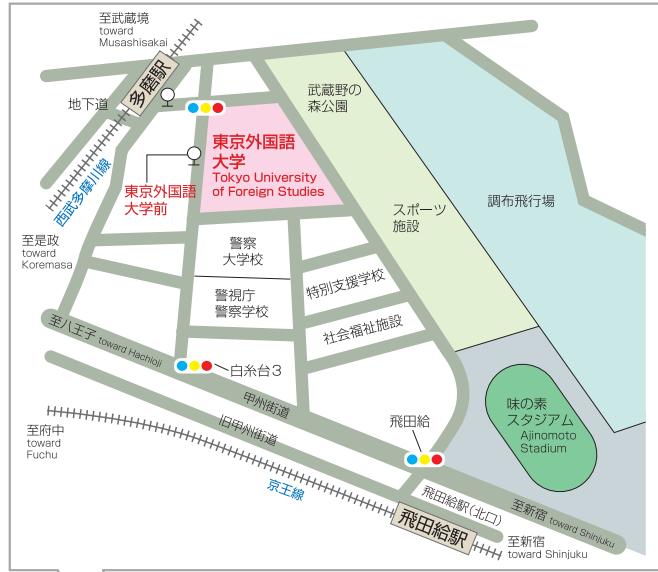 至武蔵境
toward
Musashisakai
多磨駅
地下道
西武多摩川線
東京外国語
大学前
東京外国語
大学
Tokyo University
of Foreign Studies
武蔵野の
森公園
調布飛行場
スポーツ
施設
至是政
toward
Koremasa
警察
大学校
警視庁
警察学校
特別支援学校
社会福祉施設
至八王子 toward Hachioji
白糸台3
甲州街道
旧甲州街道
飛田給
味の素
スタジアム
Ajinomoto
Stadium
至府中
toward
Fuchu
京王線
飛田給駅(北口)
飛田給駅
至新宿 toward Shinjuku
至新宿
toward Shinjuku